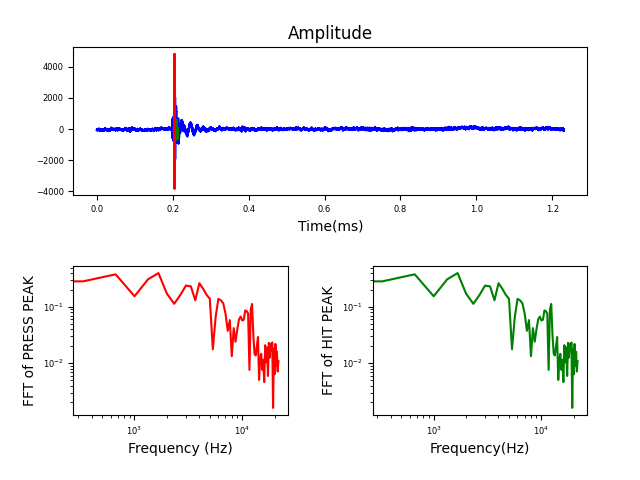 Amplitude
4000
2000
0
−2000
−4000
0.0 0.2 0.4 0.6 0.8 1.0 1.2
Time(ms)
FFT of PRESS PEAK
10⁻¹
10⁻²
10³ 10⁴
Frequency (Hz)
FFT of HIT PEAK
10⁻¹
10⁻²
10³ 10⁴
Frequency(Hz)